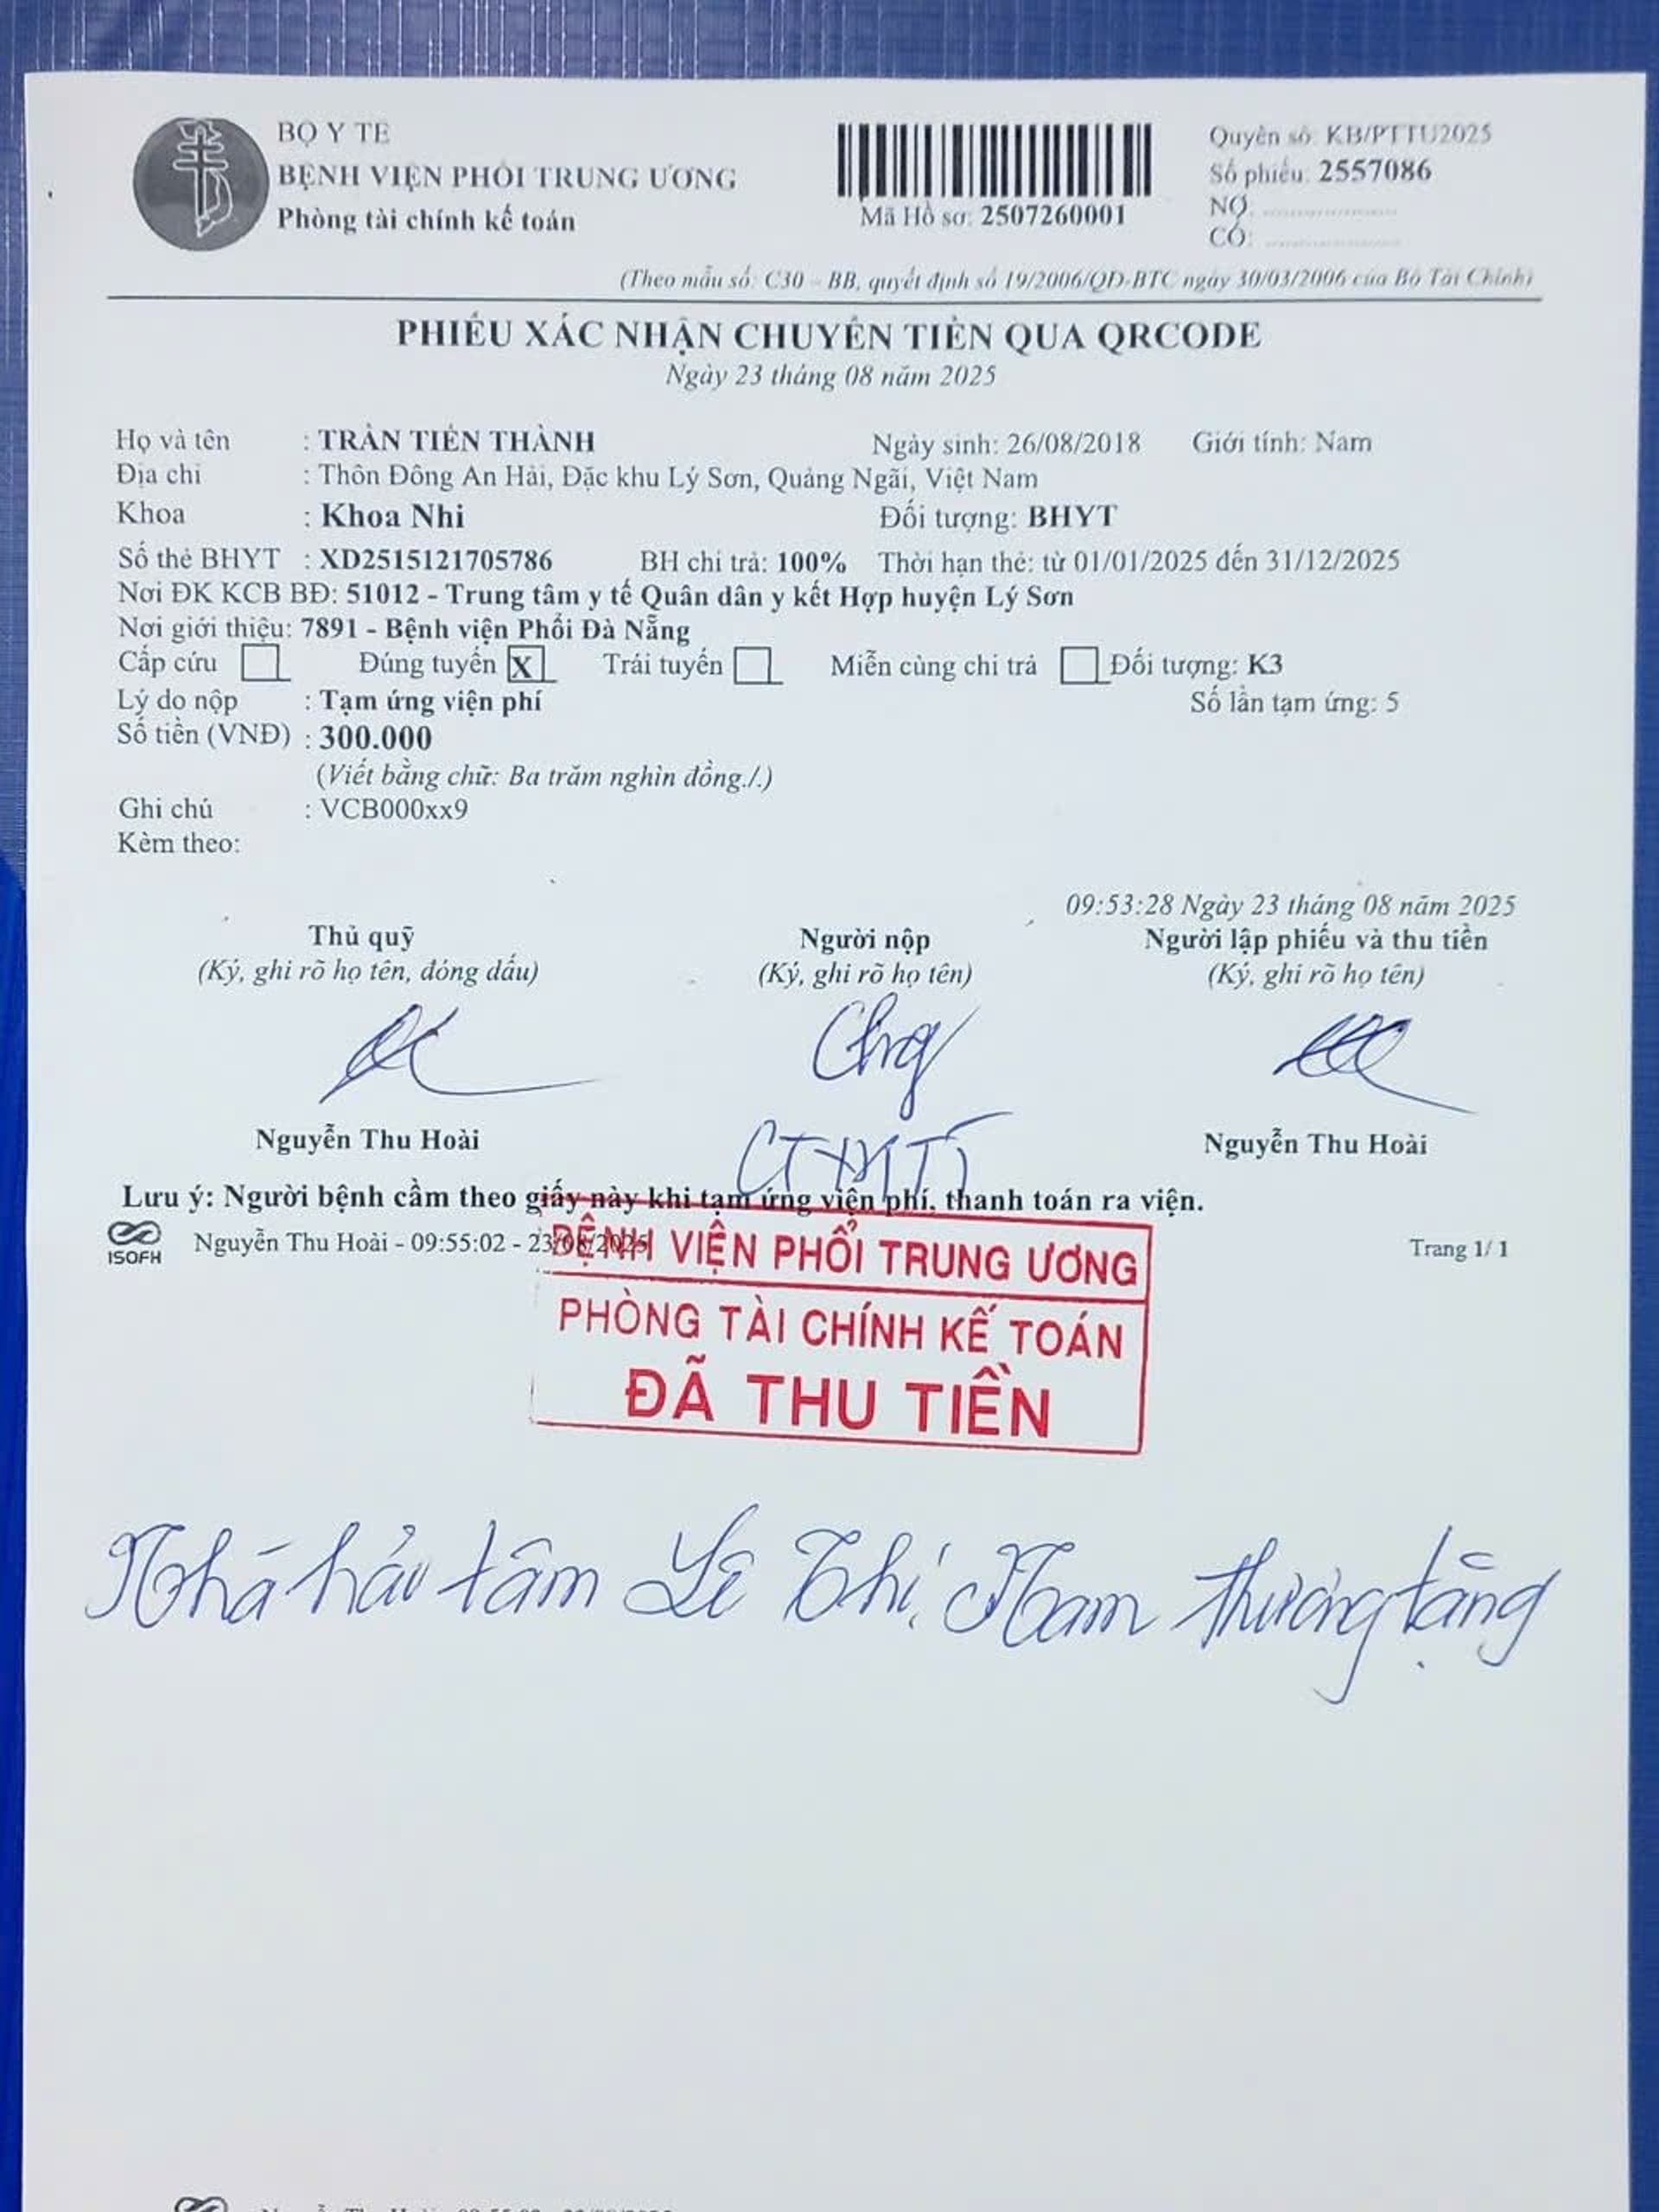 BỘ Y TẾ
BỆNH VIỆN PHỔI TRUNG ƯƠNG
Phòng tài chính kế toán
Mã Hồ sơ: 2507260001
Quyển số: KB/PTTU2025
Số phiếu: 2557086
NỢ: ....................
CÓ: ....................
(Theo mẫu số: C30 - BB, quyết định số 19/2006/QĐ-BTC ngày 30/03/2006 của Bộ Tài Chính)
PHIẾU XÁC NHẬN CHUYỂN TIỀN QUA QRCODE
Ngày 23 tháng 08 năm 2025
Họ và tên : TRẦN TIẾN THÀNH Ngày sinh: 26/08/2018 Giới tính: Nam
Địa chỉ : Thôn Đông An Hải, Đặc khu Lý Sơn, Quảng Ngãi, Việt Nam
Khoa : Khoa Nhi Đối tượng: BHYT
Số thẻ BHYT : XD2515121705786 BH chi trả: 100% Thời hạn thẻ: từ 01/01/2025 đến 31/12/2025
Nơi ĐK KCB BĐ: 51012 - Trung tâm y tế Quân dân y kết Hợp huyện Lý Sơn
Nơi giới thiệu: 7891 - Bệnh viện Phổi Đà Nẵng
Cấp cứu Đúng tuyến X Trái tuyến Miễn cùng chi trả Đối tượng: K3
Lý do nộp : Tạm ứng viện phí Số lần tạm ứng: 5
Số tiền (VNĐ) : 300.000
(Viết bằng chữ: Ba trăm nghìn đồng./.)
Ghi chú : VCB000xx9
Kèm theo:
09:53:28 Ngày 23 tháng 08 năm 2025
Thủ quỹ Người nộp Người lập phiếu và thu tiền
(Ký, ghi rõ họ tên, đóng dấu) (Ký, ghi rõ họ tên) (Ký, ghi rõ họ tên)
Nguyễn Thu Hoài Nguyễn Thu Hoài
Lưu ý: Người bệnh cầm theo giấy này khi tạm ứng viện phí, thanh toán ra viện.
ISOFH Nguyễn Thu Hoài - 09:55:02 - 23/08/2025 Trang 1/ 1
BỆNH VIỆN PHỔI TRUNG ƯƠNG
PHÒNG TÀI CHÍNH KẾ TOÁN
ĐÃ THU TIỀN
Nhá hảo tâm Lê Thị Nam thương tặng